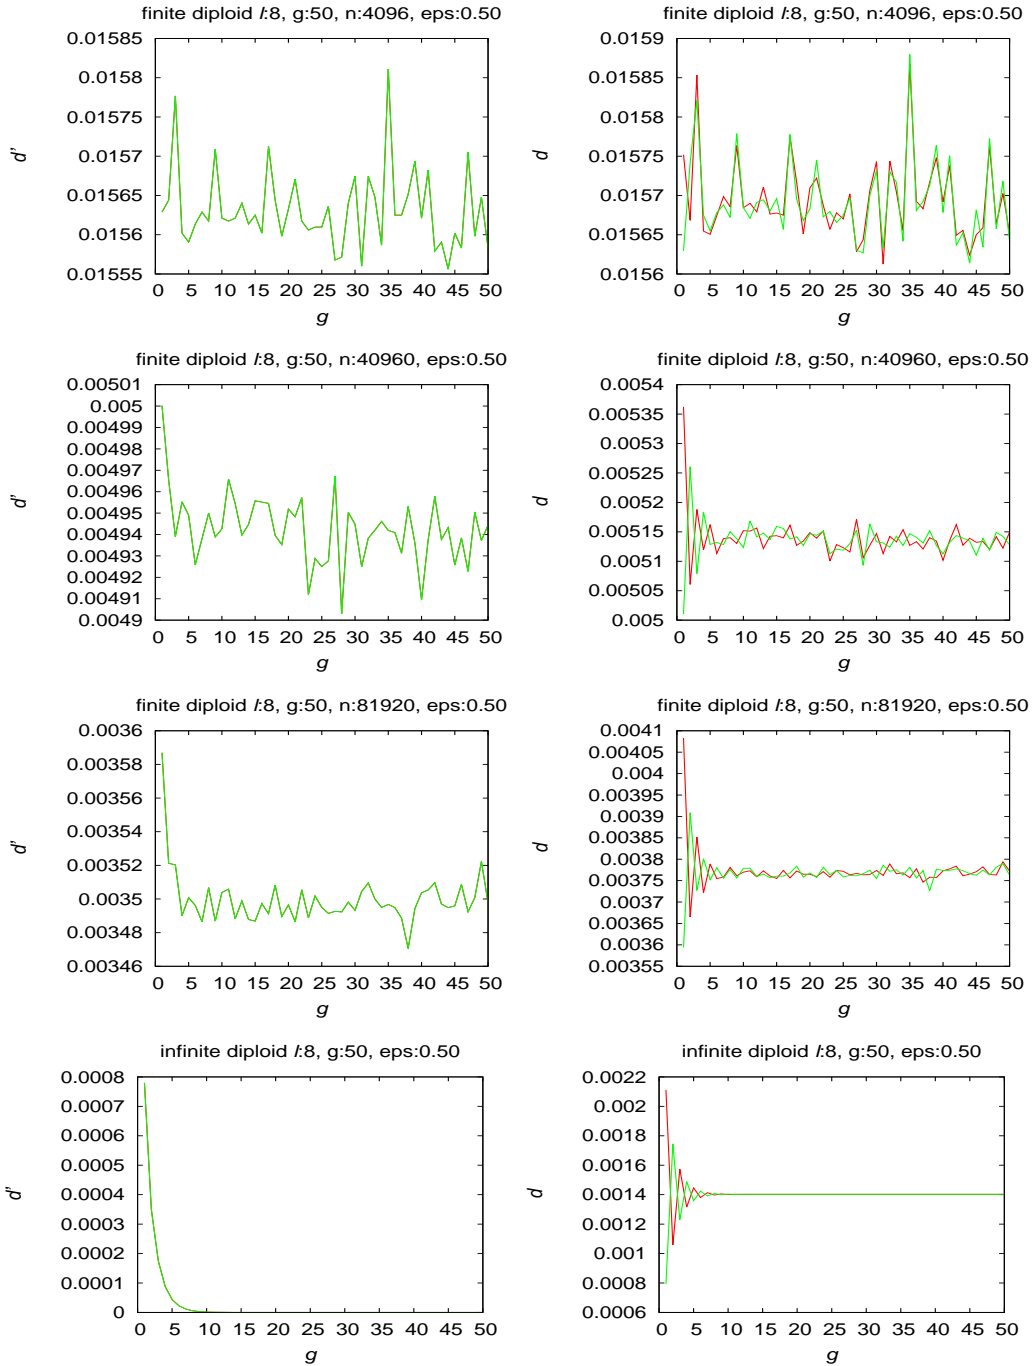 finite diploid l:8, g:50, n:4096, eps:0.50
0.01585
0.0158
0.01575
0.0157
0.01565
0.0156
0.01555
d'
0 5 10 15 20 25 30 35 40 45 50
g
finite diploid l:8, g:50, n:4096, eps:0.50
0.0159
0.01585
0.0158
0.01575
0.0157
0.01565
0.0156
d
0 5 10 15 20 25 30 35 40 45 50
g
finite diploid l:8, g:50, n:40960, eps:0.50
0.00501
0.005
0.00499
0.00498
0.00497
0.00496
0.00495
0.00494
0.00493
0.00492
0.00491
0.0049
d'
0 5 10 15 20 25 30 35 40 45 50
g
finite diploid l:8, g:50, n:40960, eps:0.50
0.0054
0.00535
0.0053
0.00525
0.0052
0.00515
0.0051
0.00505
0.005
d
0 5 10 15 20 25 30 35 40 45 50
g
finite diploid l:8, g:50, n:81920, eps:0.50
0.0036
0.00358
0.00356
0.00354
0.00352
0.0035
0.00348
0.00346
d'
0 5 10 15 20 25 30 35 40 45 50
g
finite diploid l:8, g:50, n:81920, eps:0.50
0.0041
0.00405
0.004
0.00395
0.0039
0.00385
0.0038
0.00375
0.0037
0.00365
0.0036
0.00355
d
0 5 10 15 20 25 30 35 40 45 50
g
infinite diploid l:8, g:50, eps:0.50
0.0008
0.0007
0.0006
0.0005
0.0004
0.0003
0.0002
0.0001
0
d'
0 5 10 15 20 25 30 35 40 45 50
g
infinite diploid l:8, g:50, eps:0.50
0.0022
0.002
0.0018
0.0016
0.0014
0.0012
0.001
0.0008
0.0006
d
0 5 10 15 20 25 30 35 40 45 50
g